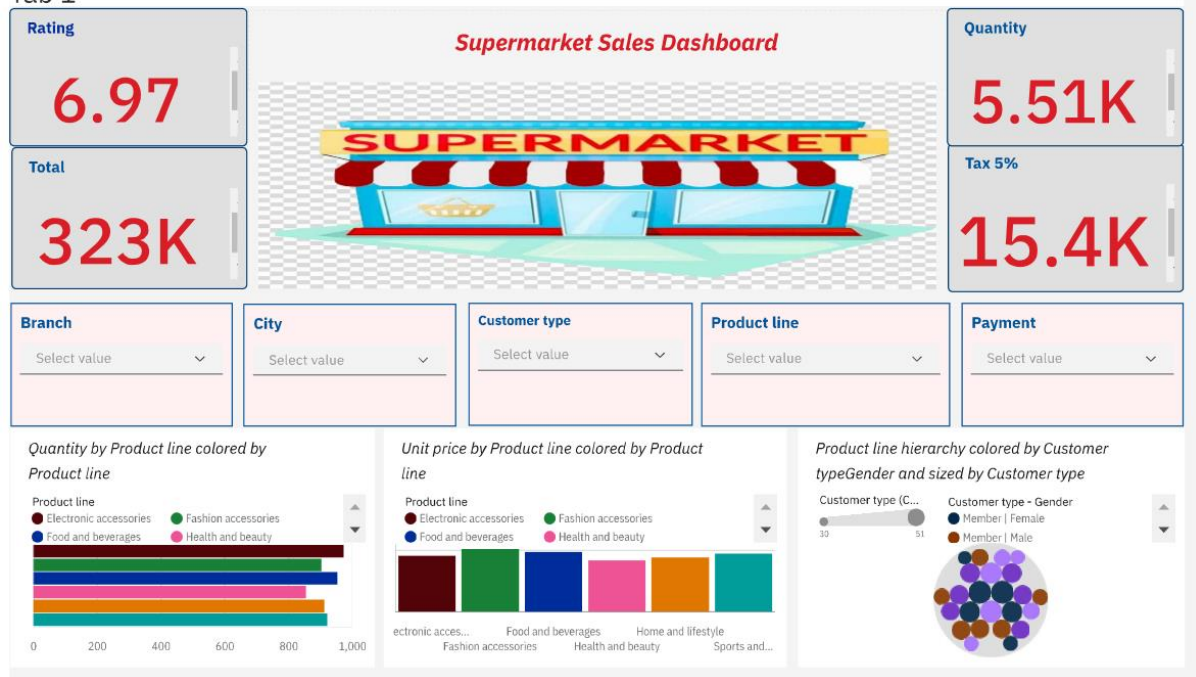 Tab 1
Rating
6.97
Supermarket Sales Dashboard
Quantity
5.51K
SUPERMARKET
Total
323K
Tax 5%
15.4K
Branch
Select value
City
Select value
Customer type
Select value
Product line
Select value
Payment
Select value
Quantity by Product line colored by
Product line
Product line
Electronic accessories
Fashion accessories
Food and beverages
Health and beauty
0 200 400 600 800 1,000
Unit price by Product line colored by Product
line
Product line
Electronic accessories
Fashion accessories
Food and beverages
Health and beauty
ectronic acces... Food and beverages Home and lifestyle
Fashion accessories Health and beauty Sports and...
Product line hierarchy colored by Customer
typeGender and sized by Customer type
Customer type (C...
30 51
Customer type - Gender
Member | Female
Member | Male